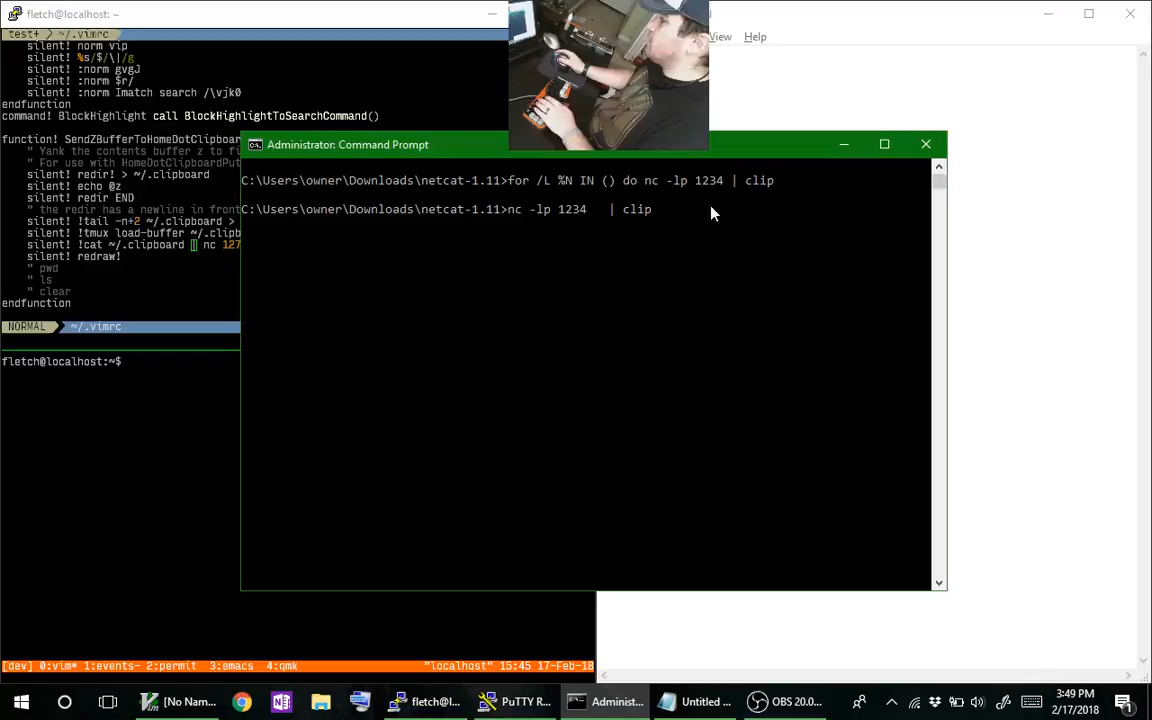 fletch@localhost: ~
test+ ~/.vimrc
silent! norm vip
silent! %s/$/\|/g
silent! :norm gvgJ
silent! :norm $r/
silent! :norm Imatch search /\vjk0
endfunction
command! BlockHighlight call BlockHighlightToSearchCommand()
function! SendZBufferToHomeDotClipboar
" Yank the contents buffer z to fi
" For use with HomeDotClipboardPut
silent! redir! > ~/.clipboard
silent! echo @z
silent! redir END
" the redir has a newline in front
silent! !tail -n+2 ~/.clipboard >
silent! !tmux load-buffer ~/.clipb
silent! !cat ~/.clipboard | nc 127
silent! redraw!
" pwd
" ls
" clear
endfunction
NORMAL ~/.vimrc
fletch@localhost:~$
[dev] 0:vim* 1:events- 2:permit 3:emacs 4:qmk "localhost" 15:45 17-Feb-18
View Help
Administrator: Command Prompt
C:\Users\owner\Downloads\netcat-1.11>for /L %N IN () do nc -lp 1234 | clip
C:\Users\owner\Downloads\netcat-1.11>nc -lp 1234 | clip
[No Nam...
fletch@l...
PuTTY R...
Administ...
Untitled ...
OBS 20.0...
3:49 PM
2/17/2018
1